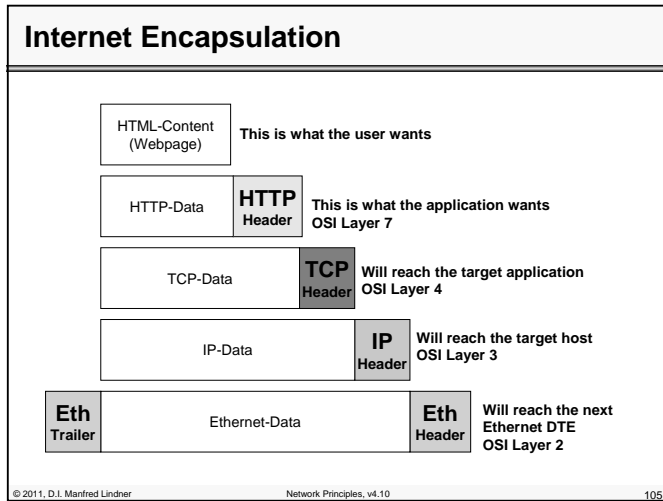 Internet Encapsulation
HTML-Content
(Webpage)
This is what the user wants
HTTP-Data
HTTP
Header
This is what the application wants
OSI Layer 7
TCP-Data
TCP
Header
Will reach the target application
OSI Layer 4
IP-Data
IP
Header
Will reach the target host
OSI Layer 3
Eth
Trailer
Ethernet-Data
Eth
Header
Will reach the next
Ethernet DTE
OSI Layer 2
© 2011, D.I. Manfred Lindner
Network Principles, v4.10
105